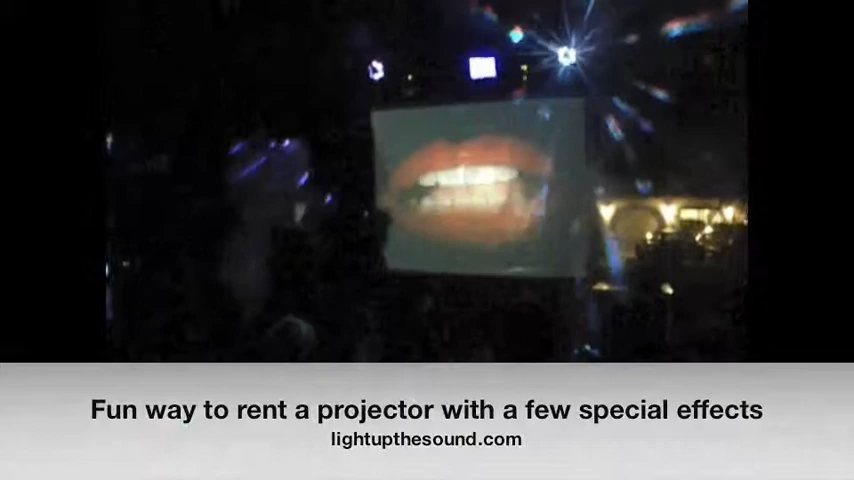 Fun way to rent a projector with a few special effects
lightupthesound.com